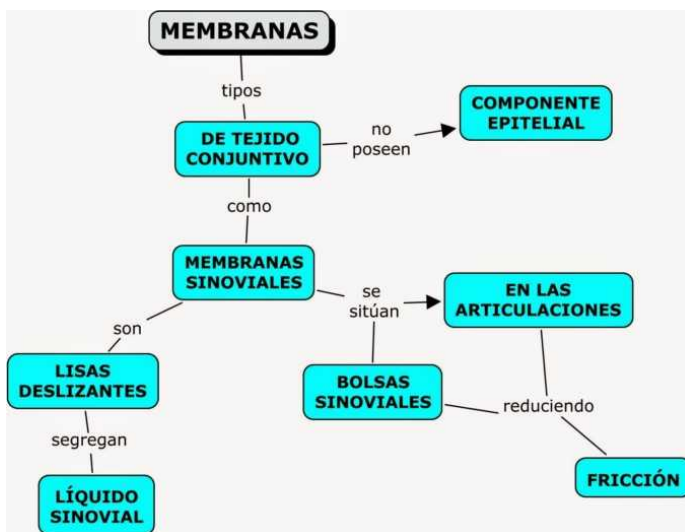 MEMBRANAS
tipos
DE TEJIDO
CONJUNTIVO
no
poseen
COMPONENTE
EPITELIAL
como
MEMBRANAS
SINOVIALES
se
sitúan
EN LAS
ARTICULACIONES
son
LISAS
DESLIZANTES
BOLSAS
SINOVIALES
reduciendo
segregan
FRICCIÓN
LÍQUIDO
SINOVIAL